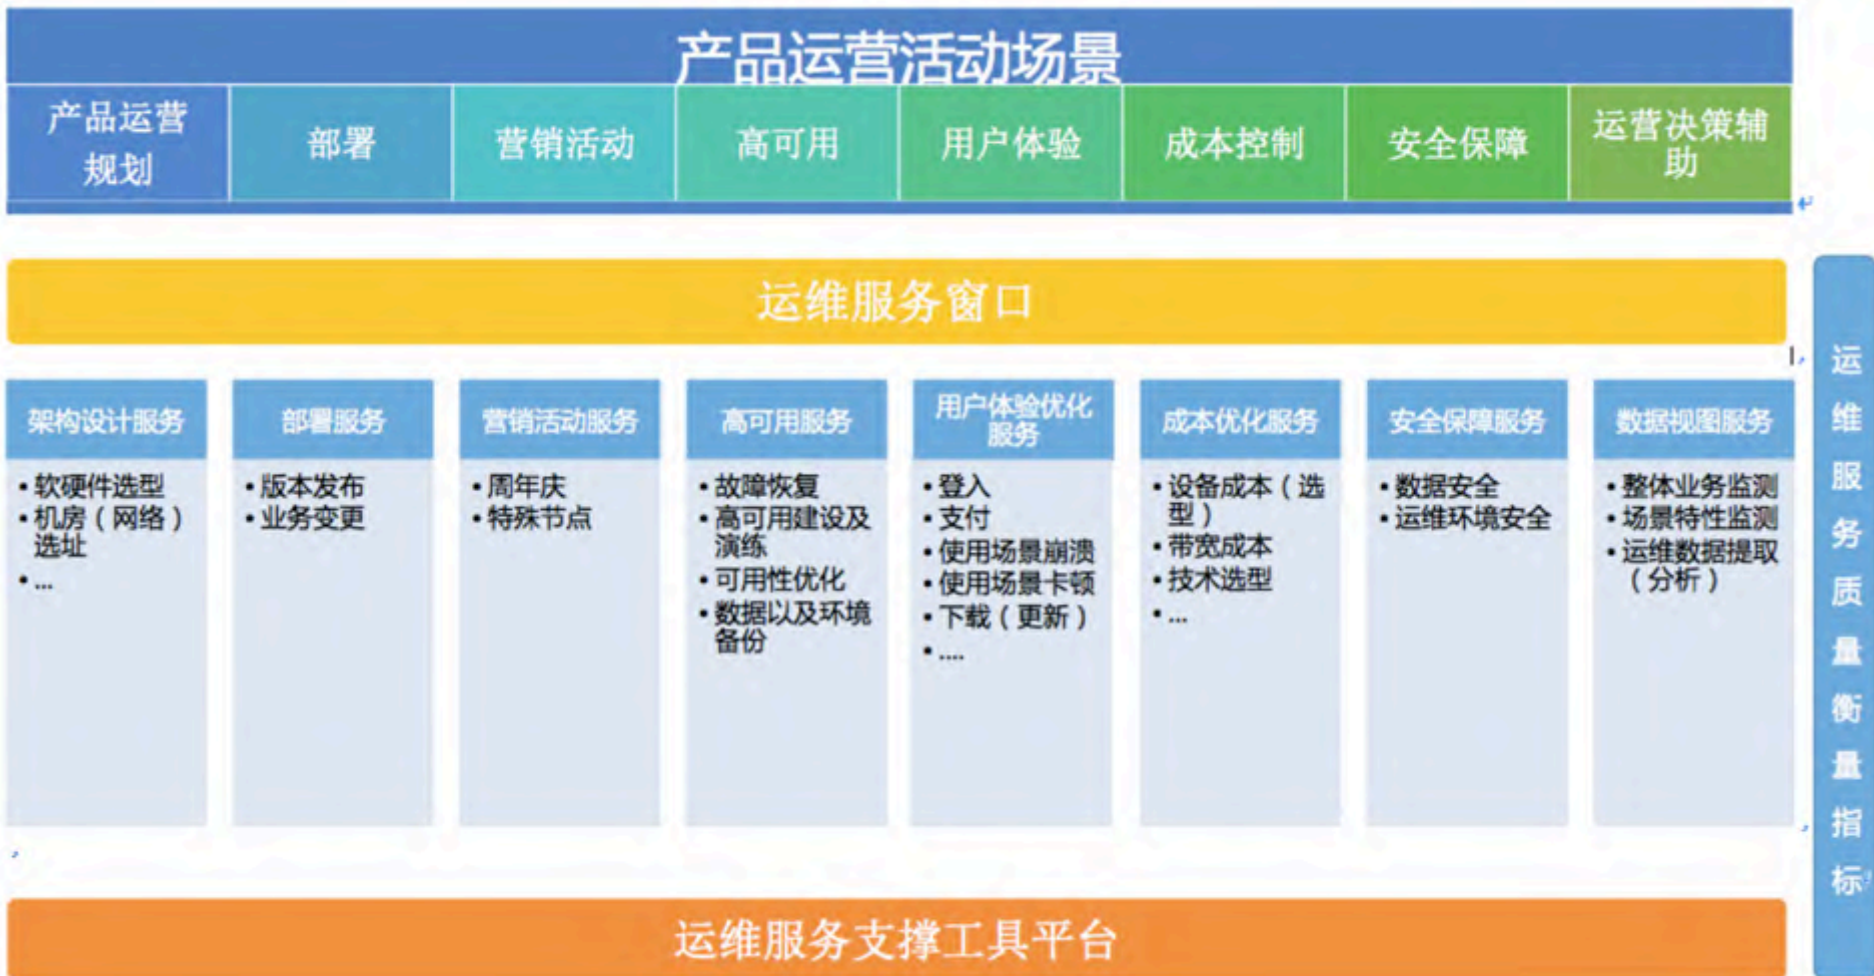 产品运营活动场景
产品运营
规划
部署
营销活动
高可用
用户体验
成本控制
安全保障
运营决策辅
助
运维服务窗口
架构设计服务
•软硬件选型
•机房（网络）
选址
•...
部署服务
•版本发布
•业务变更
营销活动服务
•周年庆
•特殊节点
高可用服务
•故障恢复
•高可用建设及
演练
•可用性优化
•数据以及环境
备份
用户体验优化
服务
•登入
•支付
•使用场景崩溃
•使用场景卡顿
•下载（更新）
•....
成本优化服务
•设备成本（选
型）
•带宽成本
•技术选型
•...
安全保障服务
•数据安全
•运维环境安全
数据视图服务
•整体业务监测
•场景特性监测
•运维数据提取
（分析）
运维服务质量衡量指标
运维服务支撑工具平台